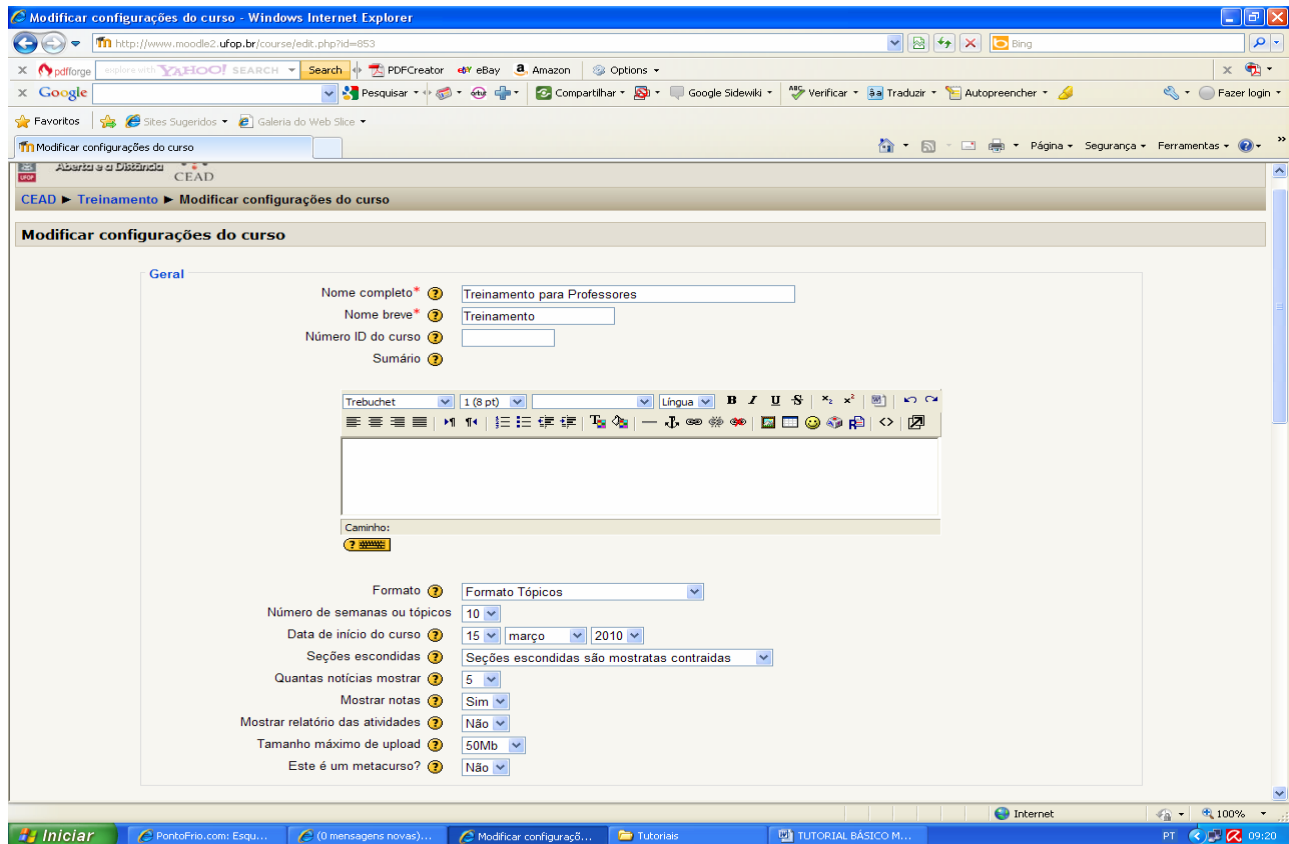 Modificar configurações do curso - Windows Internet Explorer
http://www.moodle2.ufop.br/course/edit.php?id=853
Bing
pdfforge explore with YAHOO! SEARCH Search PDFCreator eBay Amazon Options
Google Pesquisar Compartilhar Google Sidewiki Verificar Traduzir Autopreencher Fazer login
Favoritos Sites Sugeridos Galeria do Web Slice
Modificar configurações do curso
Página Segurança Ferramentas
UFOP Aberta e a Distância CEAD
CEAD ► Treinamento ► Modificar configurações do curso
Modificar configurações do curso
Geral
Nome completo* Treinamento para Professores
Nome breve* Treinamento
Número ID do curso
Sumário
Trebuchet 1 (8 pt) Língua B I U S
Caminho:
Formato Formato Tópicos
Número de semanas ou tópicos 10
Data de início do curso 15 março 2010
Seções escondidas Seções escondidas são mostratas contraidas
Quantas notícias mostrar 5
Mostrar notas Sim
Mostrar relatório das atividades Não
Tamanho máximo de upload 50Mb
Este é um metacurso? Não
Internet 100%
Iniciar PontoFrio.com: Esqu... (0 mensagens novas)... Modificar configuraçõ... Tutoriais TUTORIAL BÁSICO M... PT 09:20